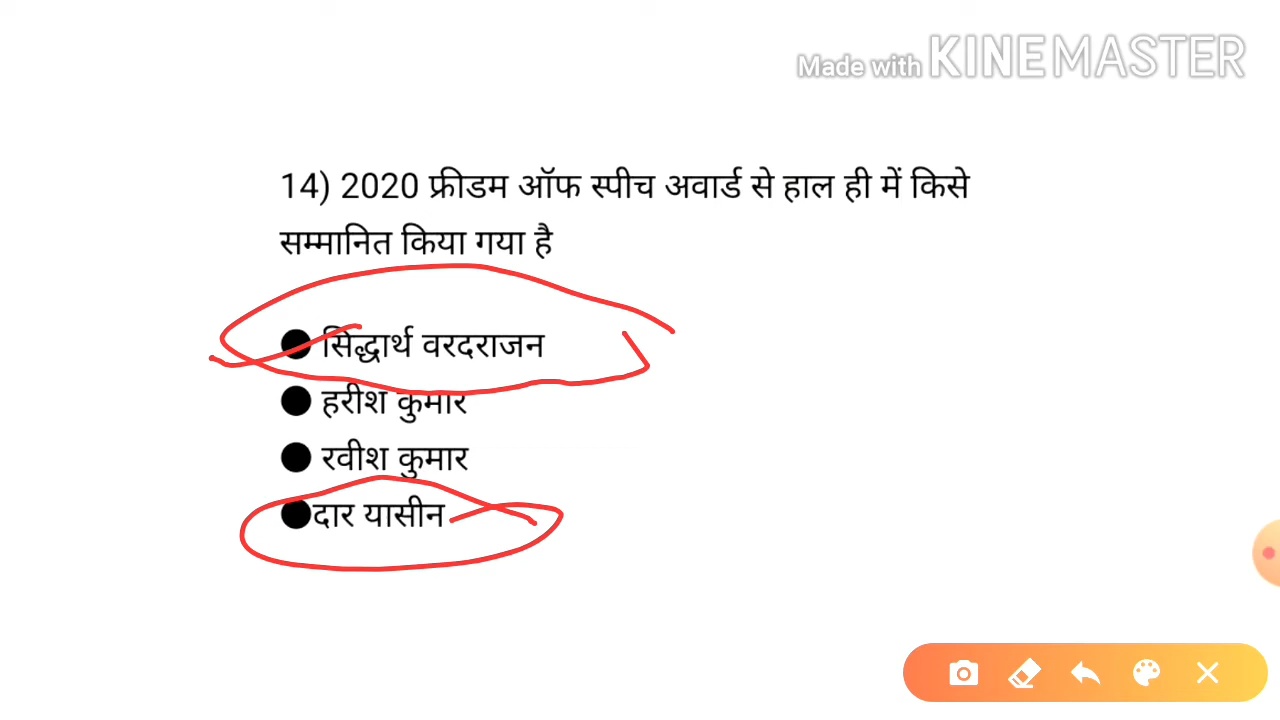 Made with KINEMASTER
14) 2020 फ्रीडम ऑफ स्पीच अवार्ड से हाल ही में किसे
सम्मानित किया गया है
● सिद्धार्थ वरदराजन
● हरीश कुमार
● रवीश कुमार
●दार यासीन